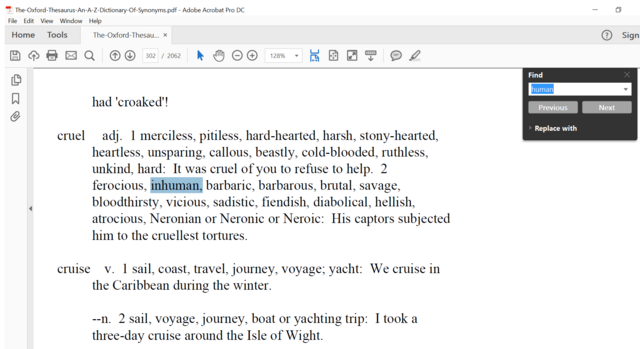 The-Oxford-Thesaurus-An-A-Z-Dictionary-Of-Synonyms.pdf - Adobe Acrobat Pro DC
File Edit View Window Help
Home Tools The-Oxford-Thesau... × Sign
302 / 2062 128%
Find
human
Previous Next
Replace with
had 'croaked'!
cruel adj. 1 merciless, pitiless, hard-hearted, harsh, stony-hearted,
heartless, unsparing, callous, beastly, cold-blooded, ruthless,
unkind, hard: It was cruel of you to refuse to help. 2
ferocious, inhuman, barbaric, barbarous, brutal, savage,
bloodthirsty, vicious, sadistic, fiendish, diabolical, hellish,
atrocious, Neronian or Neronic or Neroic: His captors subjected
him to the cruellest tortures.
cruise v. 1 sail, coast, travel, journey, voyage; yacht: We cruise in
the Caribbean during the winter.
--n. 2 sail, voyage, journey, boat or yachting trip: I took a
three-day cruise around the Isle of Wight.